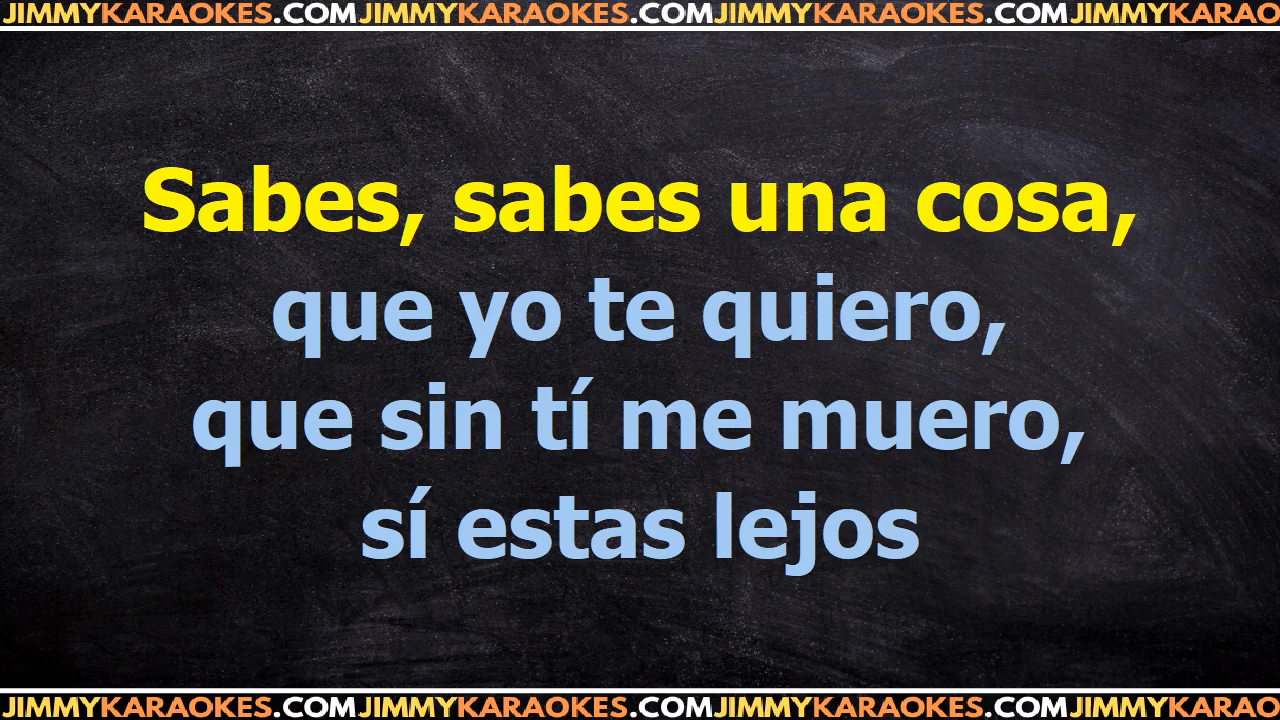 JIMMYKARAOKES.COMJIMMYKARAOKES.COMJIMMYKARAOKES.COMJIMMYKARAO
Sabes, sabes una cosa,
que yo te quiero,
que sin tí me muero,
sí estas lejos
JIMMYKARAOKES.COMJIMMYKARAOKES.COMJIMMYKARAOKES.COMJIMMYKARAO